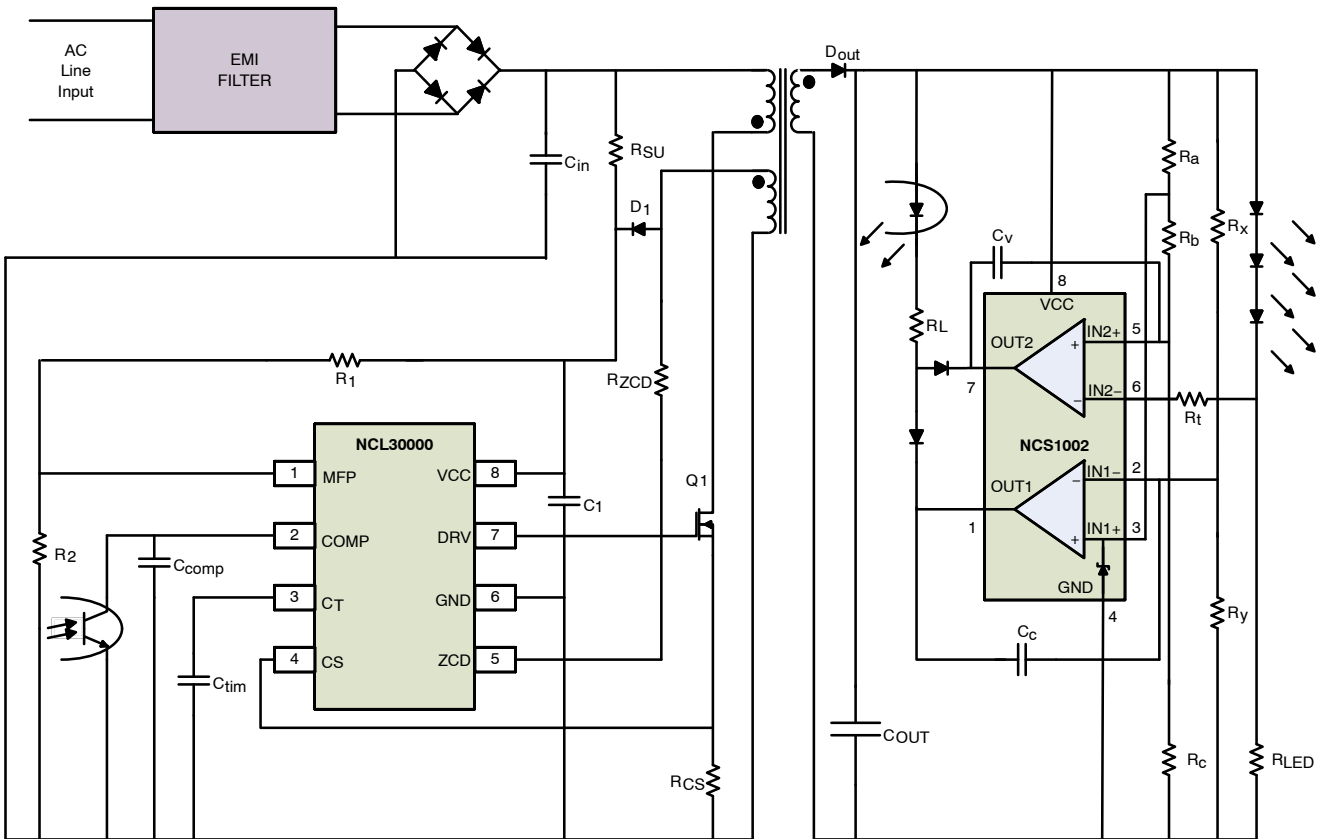 AC
Line
Input
EMI
FILTER
Cin
RSU
D1
Dout
Ra
Rb
Rx
Cv
8
VCC
RL
OUT2
IN2+
5
+
7
IN2−
6
−
Rt
R1
RZCD
NCL30000
1
MFP
VCC
8
C1
2
COMP
DRV
7
3
CT
GND
6
4
CS
ZCD
5
R2
Ccomp
Ctim
Q1
RCS
NCS1002
OUT1
IN1−
2
−
1
IN1+
3
+
GND
4
Cc
Ry
COUT
Rc
RLED